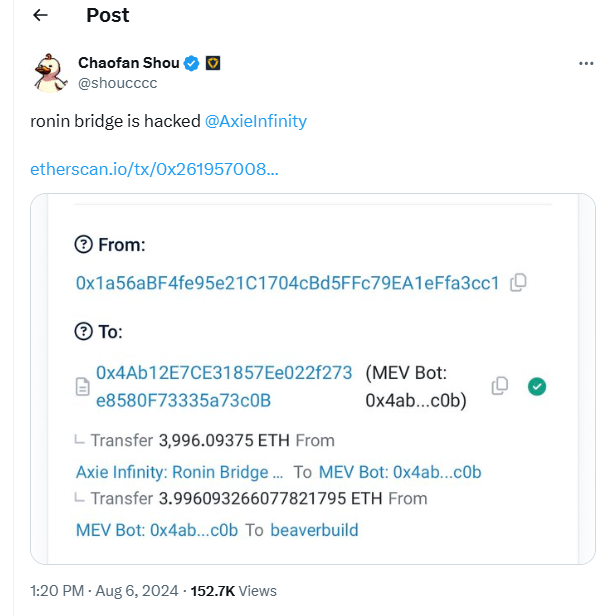 Post
Chaofan Shou
@shoucccc
ronin bridge is hacked @AxieInfinity
etherscan.io/tx/0x261957008...
From:
0x1a56aBF4fe95e21C1704cBd5FFc79EA1eFfa3cc1
To:
0x4Ab12E7CE31857Ee022f273 (MEV Bot:
e8580F73335a73c0B 0x4ab...c0b)
Transfer 3,996.09375 ETH From
Axie Infinity: Ronin Bridge ... To MEV Bot: 0x4ab...c0b
Transfer 3.996093266077821795 ETH From
MEV Bot: 0x4ab...c0b To beaverbuild
1:20 PM · Aug 6, 2024 · 152.7K Views